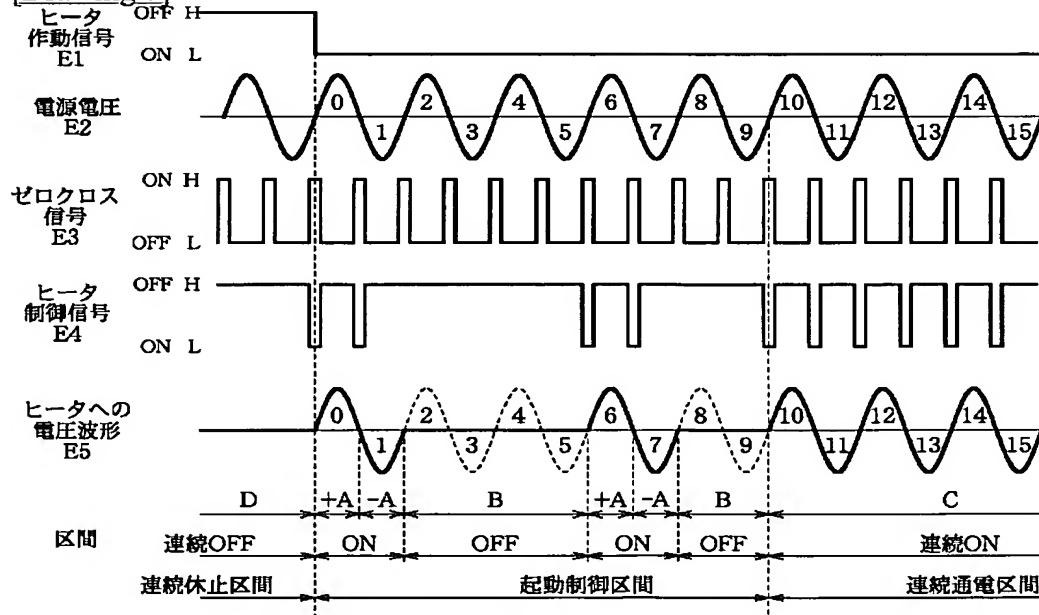 ヒータ OFF H
作動信号
E1 ON L
電源電圧
E2
0 2 4 6 8 10 12 14
1 3 5 7 9 11 13 15
ゼロクロス ON H
信号
E3 OFF L
ヒータ OFF H
制御信号
E4 ON L
ヒータへの
電圧波形
E5
0 2 4 6 8 10 12 14
1 3 5 7 9 11 13 15
D +A -A B +A -A B C
区間 連続OFF ON OFF ON OFF 連続ON
連続休止区間 起動制御区間 連続通電区間